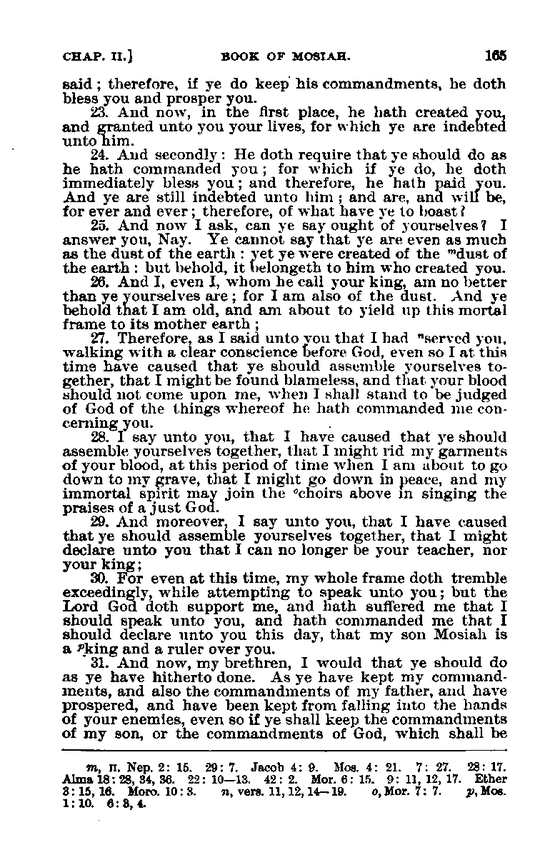 CHAP. II.] BOOK OF MOSIAH. 165
said; therefore, if ye do keep his commandments, he doth
bless you and prosper you.
23. And now, in the first place, he hath created you,
and granted unto you your lives, for which ye are indebted
unto him.
24. And secondly: He doth require that ye should do as
he hath commanded you; for which if ye do, he doth
immediately bless you; and therefore, he hath paid you.
And ye are still indebted unto him; and are, and will be,
for ever and ever; therefore, of what have ye to boast?
25. And now I ask, can ye say ought of yourselves? I
answer you, Nay. Ye cannot say that ye are even as much
as the dust of the earth: yet ye were created of the ᵐdust of
the earth: but behold, it belongeth to him who created you.
26. And I, even I, whom he call your king, am no better
than ye yourselves are; for I am also of the dust. And ye
behold that I am old, and am about to yield up this mortal
frame to its mother earth;
27. Therefore, as I said unto you that I had ⁿserved you,
walking with a clear conscience before God, even so I at this
time have caused that ye should assemble yourselves to-
gether, that I might be found blameless, and that your blood
should not come upon me, when I shall stand to be judged
of God of the things whereof he hath commanded me con-
cerning you.
28. I say unto you, that I have caused that ye should
assemble yourselves together, that I might rid my garments
of your blood, at this period of time when I am about to go
down to my grave, that I might go down in peace, and my
immortal spirit may join the ᵒchoirs above in singing the
praises of a just God.
29. And moreover, I say unto you, that I have caused
that ye should assemble yourselves together, that I might
declare unto you that I can no longer be your teacher, nor
your king;
30. For even at this time, my whole frame doth tremble
exceedingly, while attempting to speak unto you; but the
Lord God doth support me, and hath suffered me that I
should speak unto you, and hath commanded me that I
should declare unto you this day, that my son Mosiah is
a ᵖking and a ruler over you.
31. And now, my brethren, I would that ye should do
as ye have hitherto done. As ye have kept my command-
ments, and also the commandments of my father, and have
prospered, and have been kept from falling into the hands
of your enemies, even so if ye shall keep the commandments
of my son, or the commandments of God, which shall be
m, II. Nep. 2: 15. 29: 7. Jacob 4: 9. Mos. 4: 21. 7: 27. 28: 17.
Alma 18: 28, 34, 36. 22: 10—13. 42: 2. Mor. 6: 15. 9: 11, 12, 17. Ether
3: 15, 16. Moro. 10: 3. n, vers. 11, 12, 14—19. o, Mor. 7: 7. p, Mos.
1: 10. 6: 3, 4.